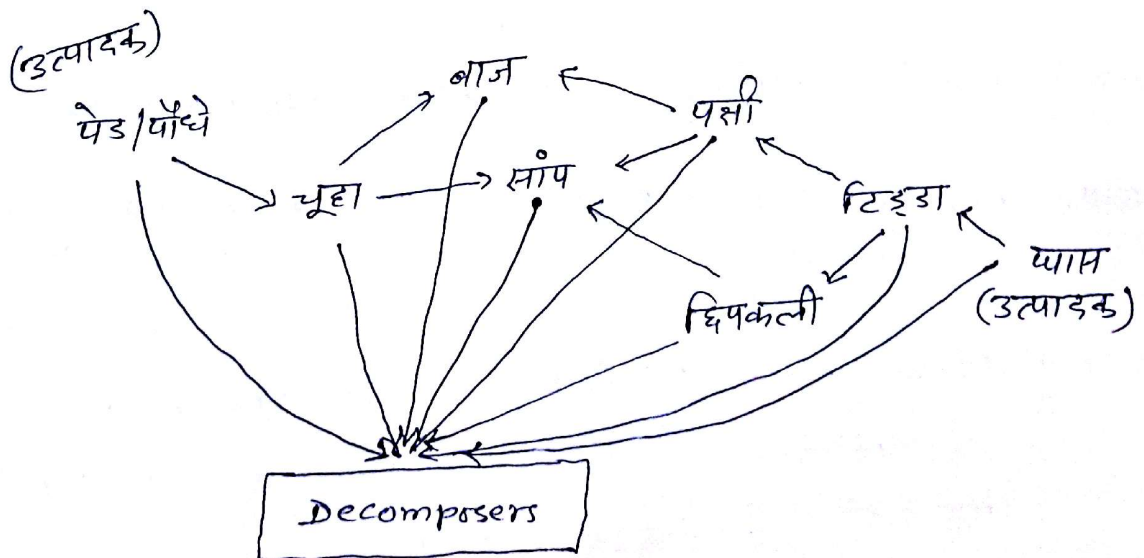 (उत्पादक)
पेड/पौधे
बाज
पक्षी
चूहा
सांप
टिड्डा
घास
(उत्पादक)
छिपकली
Decomposers